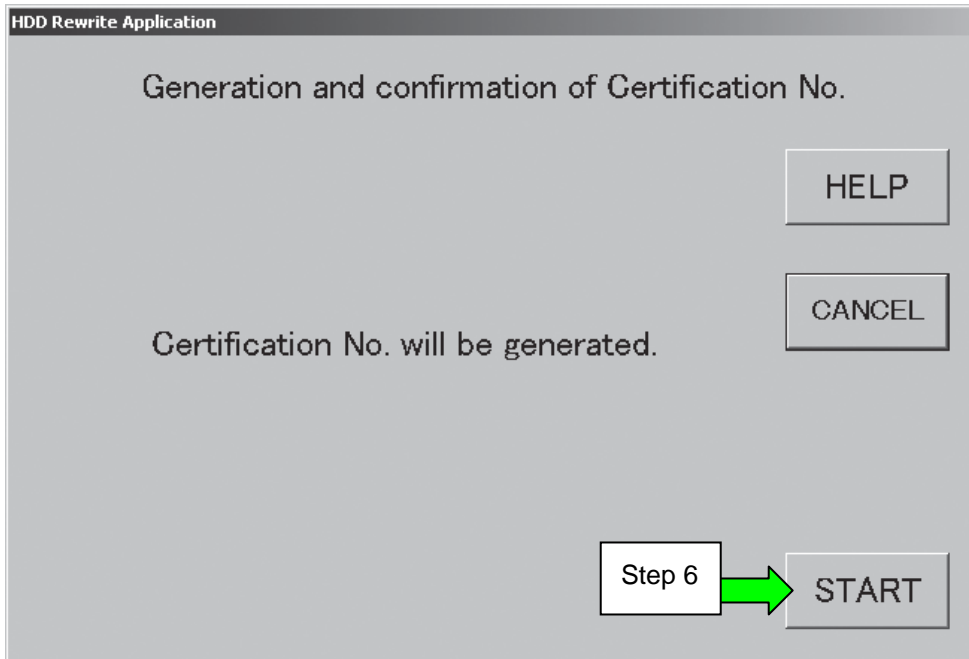 HDD Rewrite Application
Generation and confirmation of Certification No.
HELP
CANCEL
Certification No. will be generated.
Step 6
START